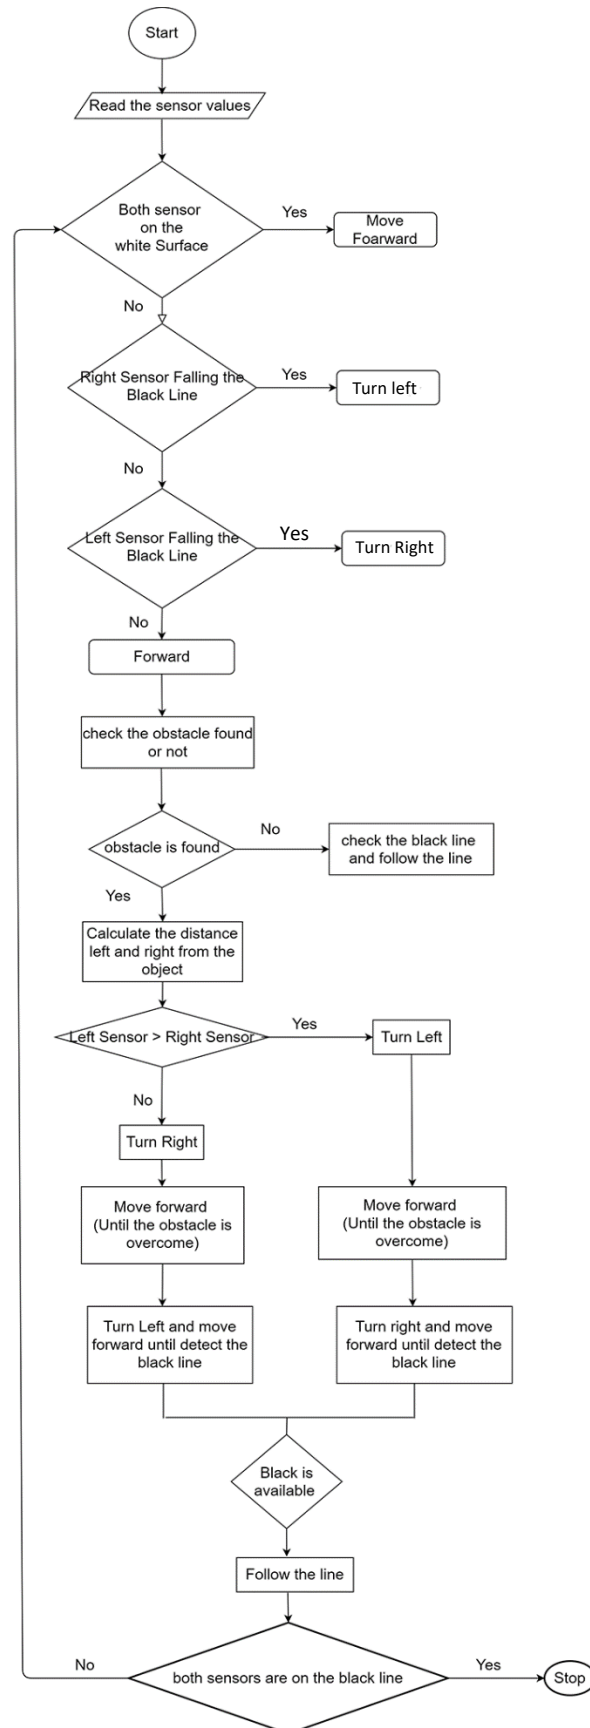 Start
Read the sensor values
Both sensor
on the
white Surface
Yes
Move
Foarward
No
Right Sensor Falling the
Black Line
Yes
Turn left
No
Left Sensor Falling the
Black Line
Yes
Turn Right
No
Forward
check the obstacle found
or not
obstacle is found
No
check the black line
and follow the line
Yes
Calculate the distance
left and right from the
object
Left Sensor > Right Sensor
Yes
Turn Left
No
Turn Right
Move forward
(Until the obstacle is
overcome)
Move forward
(Until the obstacle is
overcome)
Turn Left and move
forward until detect the
black line
Turn right and move
forward until detect the
black line
Black is
available
Follow the line
No
both sensors are on the black line
Yes
Stop